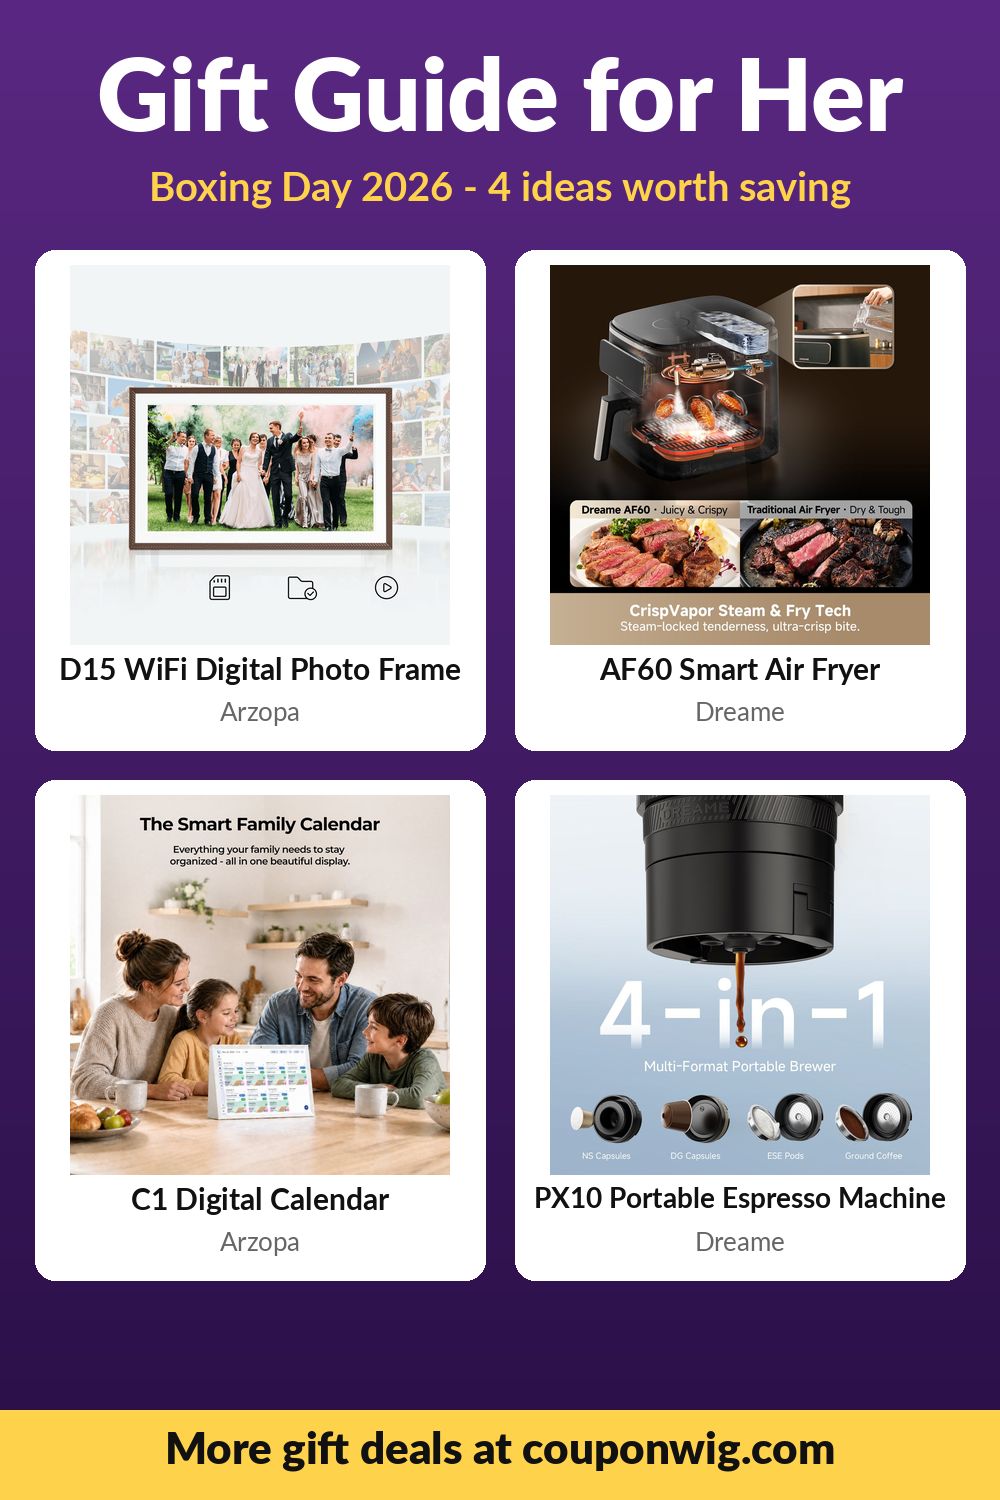 Gift Guide for Her
Boxing Day 2026 - 4 ideas worth saving
D15 WiFi Digital Photo Frame
Arzopa
Dreame AF60 · Juicy & Crispy
Traditional Air Fryer · Dry & Tough
CrispVapor Steam & Fry Tech
Steam-locked tenderness, ultra-crisp bite.
AF60 Smart Air Fryer
Dreame
The Smart Family Calendar
Everything your family needs to stay
organized - all in one beautiful display.
C1 Digital Calendar
Arzopa
DREAME
4-in-1
Multi-Format Portable Brewer
NS Capsules
DG Capsules
ESE Pods
Ground Coffee
PX10 Portable Espresso Machine
Dreame
More gift deals at couponwig.com